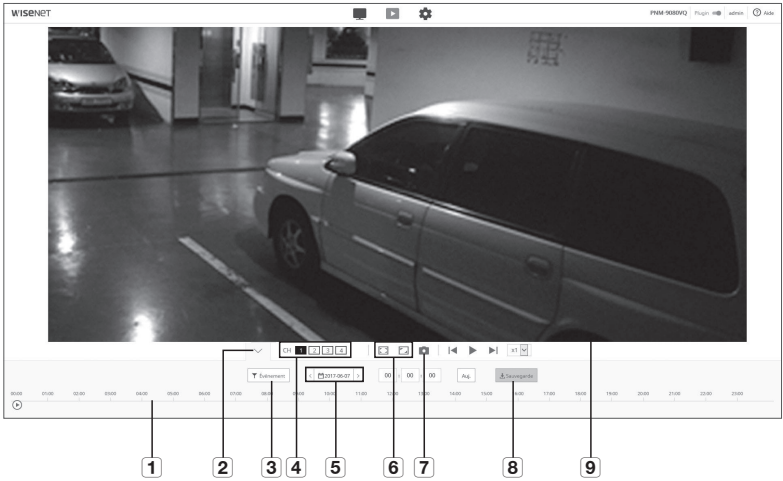 WISENET PNM-9080VQ Plugin admin ? Aide
CH 1 2 3 4 x1
Évènement 2017-06-07 00 : 00 : 00 Auj. Sauvegarde
00:00 01:00 02:00 03:00 04:00 05:00 06:00 07:00 08:00 09:00 10:00 11:00 12:00 13:00 14:00 15:00 16:00 17:00 18:00 19:00 20:00 21:00 22:00 23:00
1 2 3 4 5 6 7 8 9